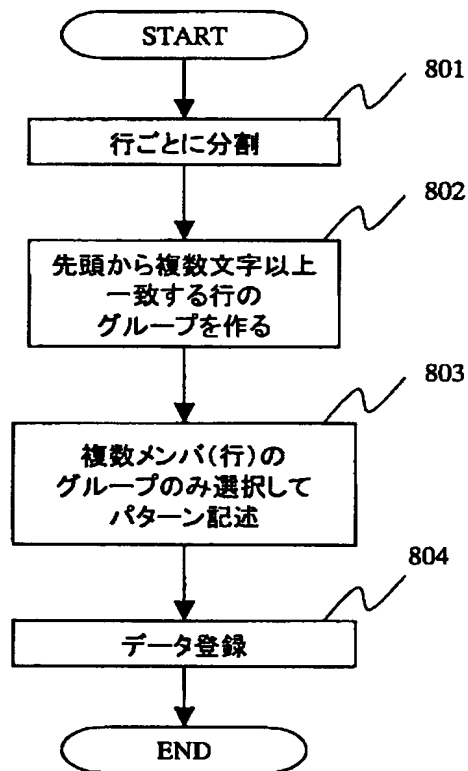 START
801
行ごとに分割
802
先頭から複数文字以上
一致する行の
グループを作る
803
複数メンバ(行)の
グループのみ選択して
パターン記述
804
データ登録
END